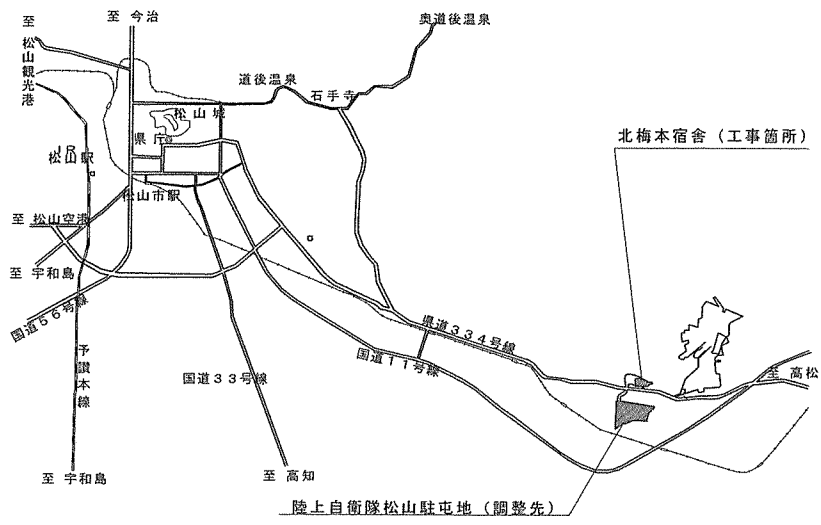 至 今治
奥道後温泉
至 松山観光港
道後温泉
石手寺
松山城
県庁
北梅本宿舎（工事箇所）
JR
松山駅
松山市駅
至 松山空港
至 宇和島
国道５６号線
予讃本線
国道３３号線
県道３３４号線
国道１１号線
至 高松
至 宇和島
至 高知
陸上自衛隊松山駐屯地（調整先）